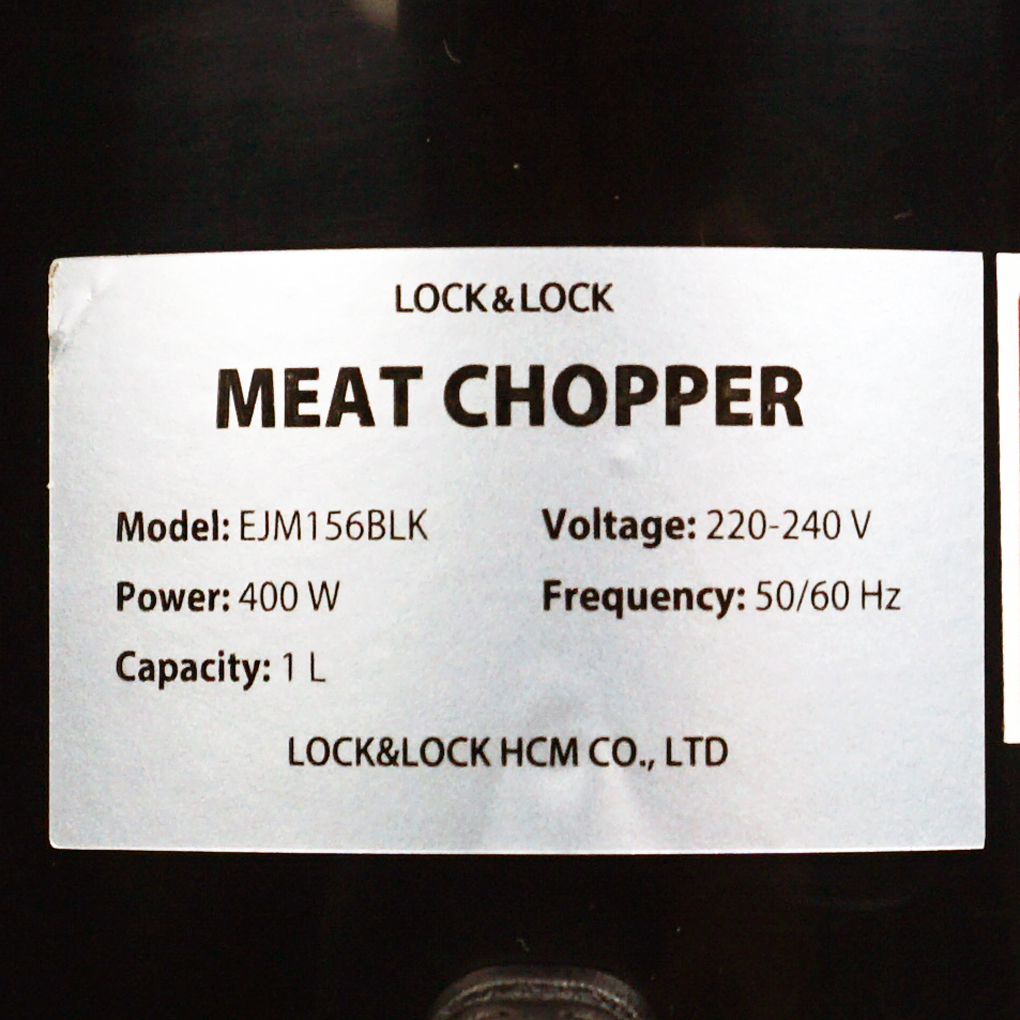 LOCK&LOCK
MEAT CHOPPER
Model: EJM156BLK Voltage: 220-240 V
Power: 400 W Frequency: 50/60 Hz
Capacity: 1 L
LOCK&LOCK HCM CO., LTD